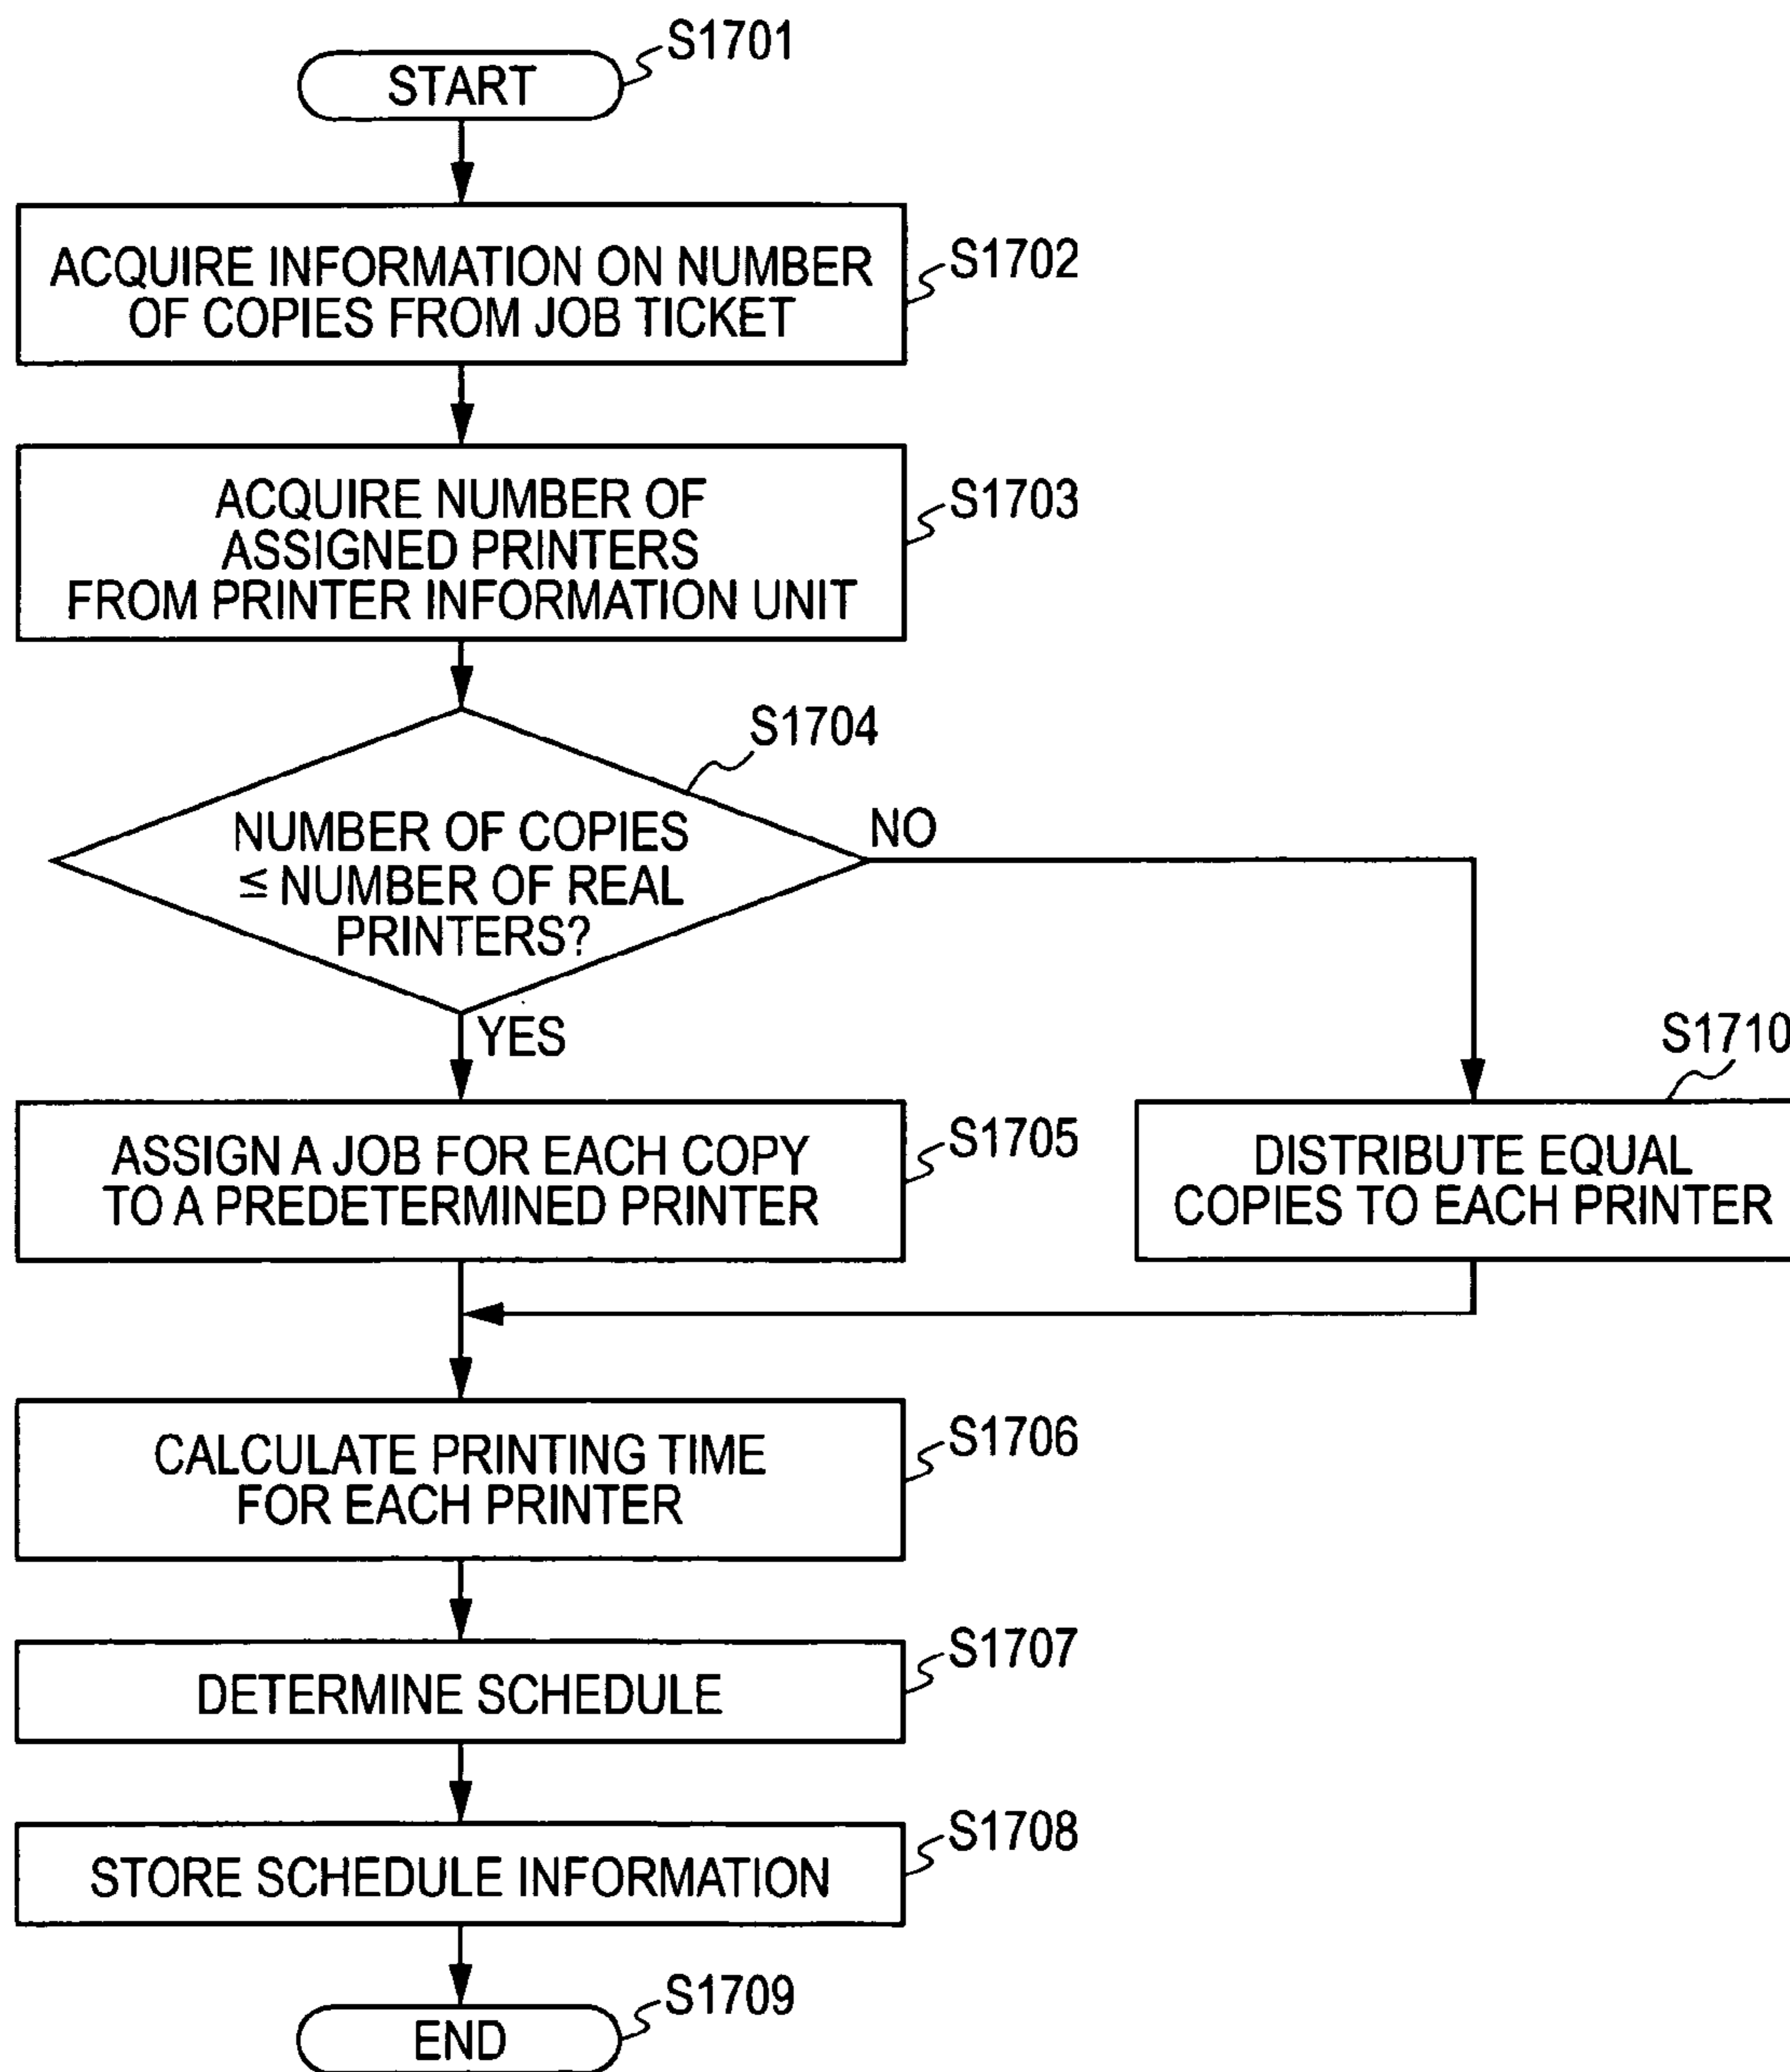 START
S1701
ACQUIRE INFORMATION ON NUMBER
OF COPIES FROM JOB TICKET
S1702
ACQUIRE NUMBER OF
ASSIGNED PRINTERS
FROM PRINTER INFORMATION UNIT
S1703
S1704
NUMBER OF COPIES
≤ NUMBER OF REAL
PRINTERS?
NO
YES
S1710
ASSIGN A JOB FOR EACH COPY
TO A PREDETERMINED PRINTER
S1705
DISTRIBUTE EQUAL
COPIES TO EACH PRINTER
CALCULATE PRINTING TIME
FOR EACH PRINTER
S1706
DETERMINE SCHEDULE
S1707
STORE SCHEDULE INFORMATION
S1708
END
S1709